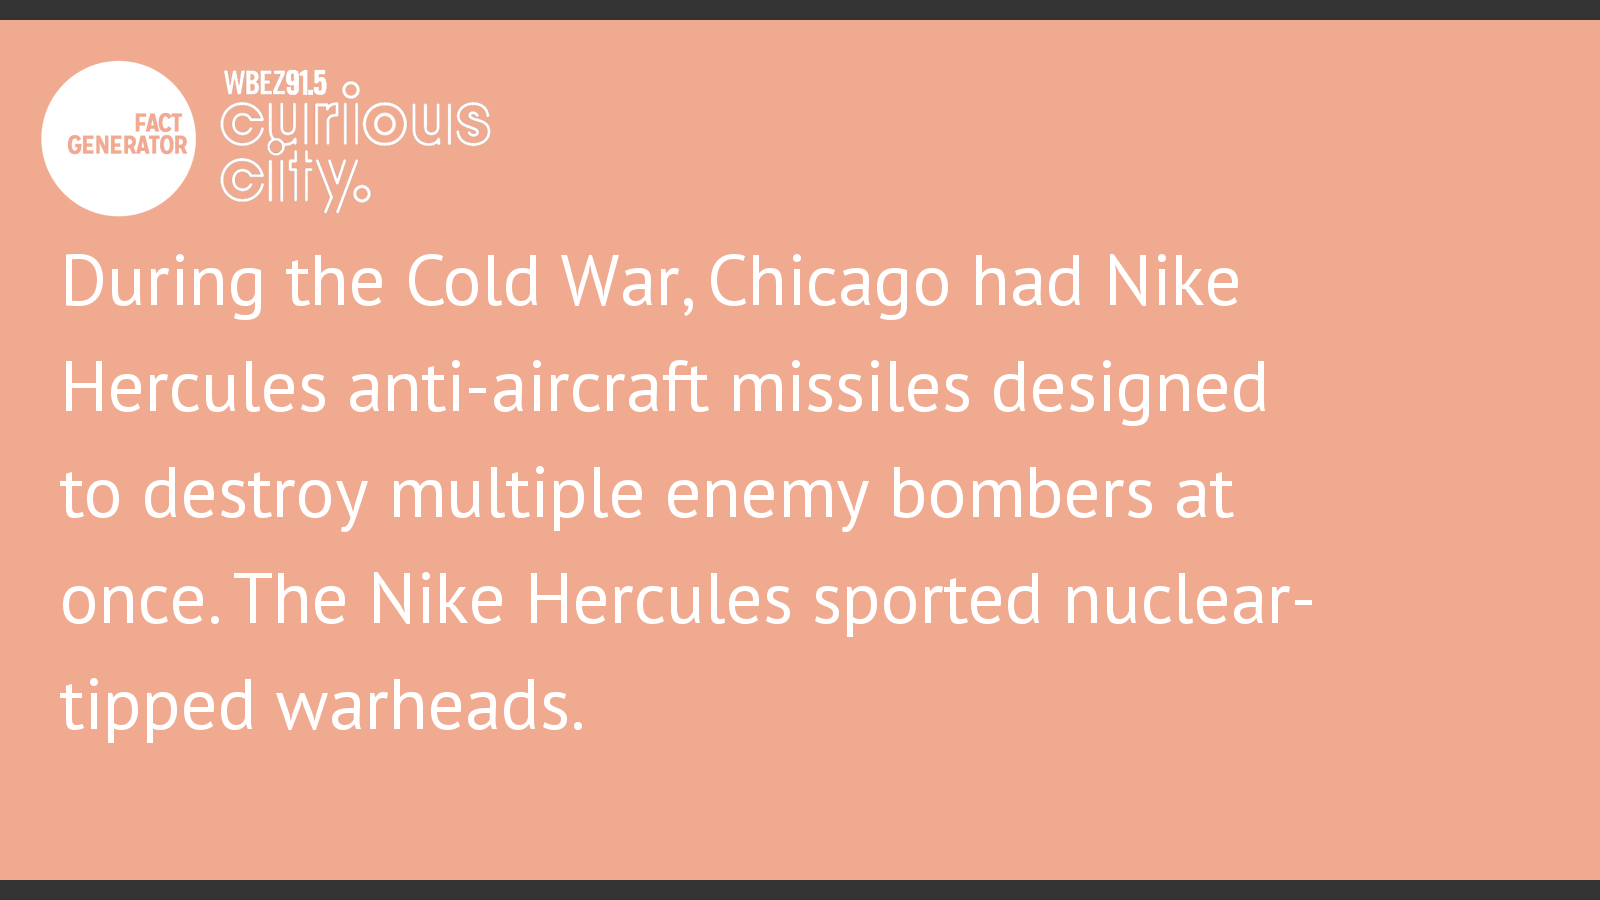 FACT
GENERATOR
WBEZ91.5
curious
city.
During the Cold War, Chicago had Nike
Hercules anti-aircraft missiles designed
to destroy multiple enemy bombers at
once. The Nike Hercules sported nuclear-
tipped warheads.